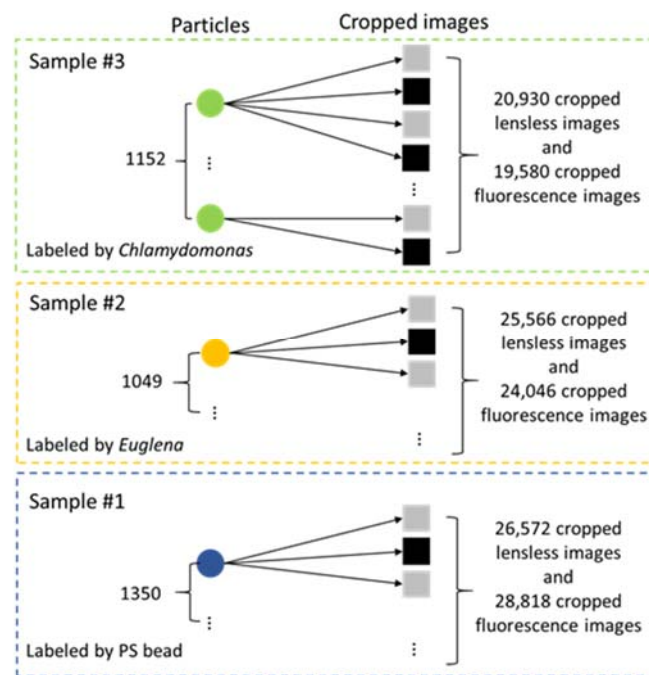 Particles
Cropped images
Sample #3
1152
⋮
⋮
20,930 cropped
lensless images
and
19,580 cropped
fluorescence images
Labeled by Chlamydomonas
Sample #2
1049
⋮
⋮
25,566 cropped
lensless images
and
24,046 cropped
fluorescence images
Labeled by Euglena
Sample #1
1350
⋮
⋮
26,572 cropped
lensless images
and
28,818 cropped
fluorescence images
Labeled by PS bead